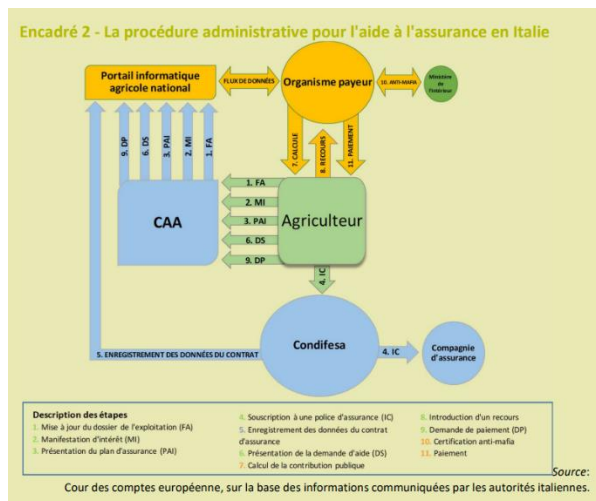 Encadré 2 - La procédure administrative pour l'aide à l'assurance en Italie
Portail informatique
agricole national
FLUX DE DONNÉES
Organisme payeur
10. ANTI-MAFIA
Ministère
de
l'Intérieur
9. DP
6. DS
3. PAI
2. MI
1. FA
7. CALCULE
8. RECOURS
11. PAIEMENT
CAA
1. FA
2. MI
3. PAI
6. DS
9. DP
Agriculteur
4. IC
Condifesa
4. IC
Compagnie
d'assurance
5. ENREGISTREMENT DES DONNÉES DU CONTRAT
Description des étapes
1. Mise à jour du dossier de l'exploitation (FA)
2. Manifestation d'intérêt (MI)
3. Présentation du plan d'assurance (PAI)
4. Souscription à une police d'assurance (IC)
5. Enregistrement des données du contrat
d'assurance
6. Présentation de la demande d'aide (DS)
7. Calcul de la contribution publique
8. Introduction d'un recours
9. Demande de paiement (DP)
10. Certification anti-mafia
11. Paiement
Source:
Cour des comptes européenne, sur la base des informations communiquées par les autorités italiennes.